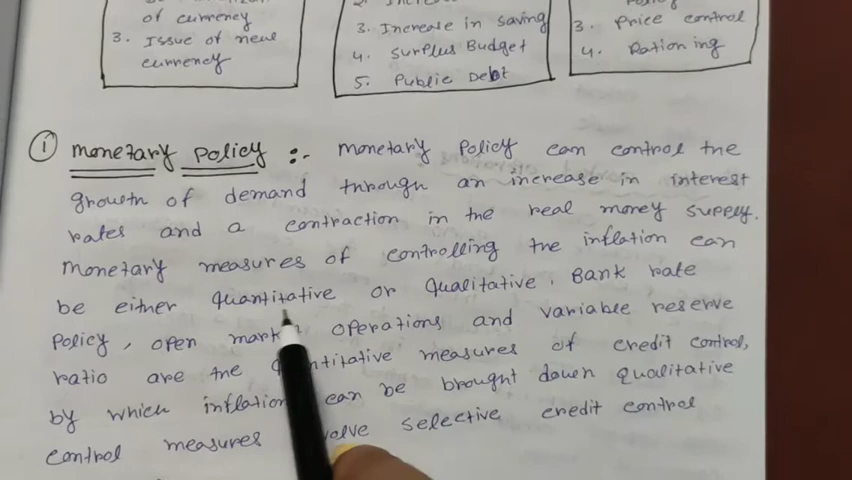 of currency
3. Issue of new
currency
3. Increase in saving
4. Surplus Budget
5. Public Debt
3. Price control
4. Rationing
① Monetary Policy :- Monetary Policy can control the
growth of demand through an increase in interest
rates and a contraction in the real money supply.
Monetary measures of controlling the inflation can
be either quantitative or qualitative. Bank rate
Policy, open operations and variable reserve
ratio are the measures of credit control,
by which inflation can be brought down qualitative
control measures selective credit control